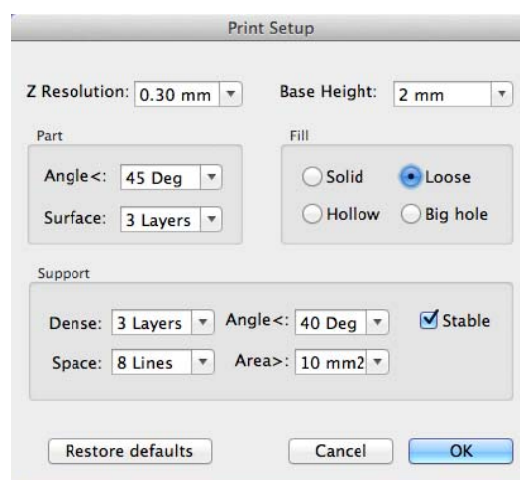 Print Setup
Z Resolution: 0.30 mm Base Height: 2 mm
Part
Angle<: 45 Deg
Surface: 3 Layers
Fill
Solid Loose
Hollow Big hole
Support
Dense: 3 Layers Angle<: 40 Deg Stable
Space: 8 Lines Area>: 10 mm2
Restore defaults Cancel OK